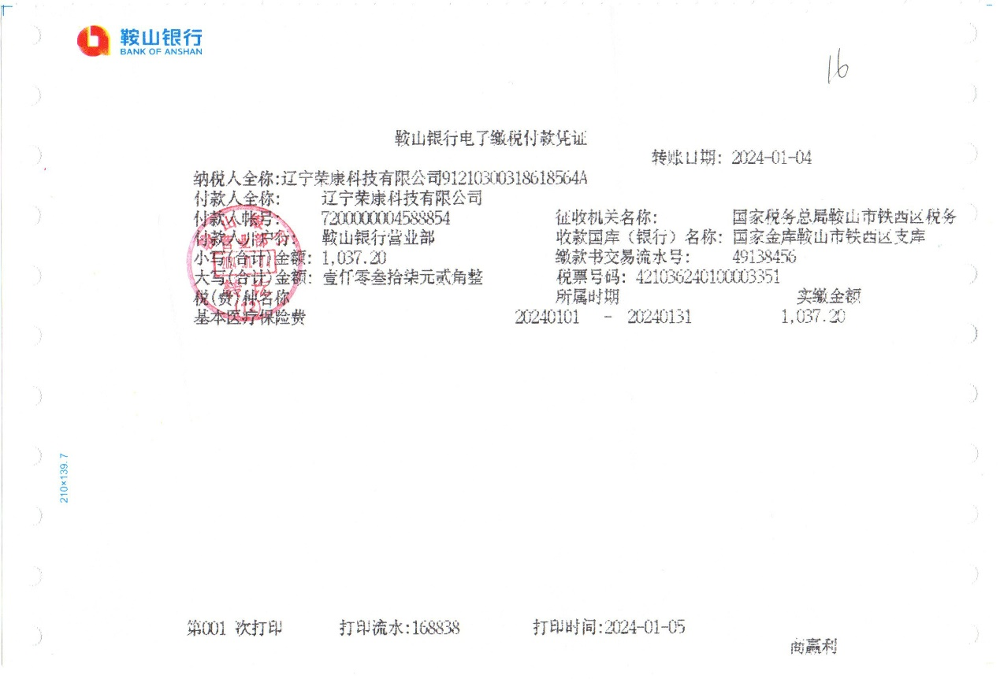 鞍山银行
BANK OF ANSHAN
16
鞍山银行电子缴税付款凭证
转账日期: 2024-01-04
纳税人全称:辽宁荣康科技有限公司91210300318618564A
付款人全称: 辽宁荣康科技有限公司
付款人帐号: 7200000004588854 征收机关名称: 国家税务总局鞍山市铁西区税务
付款人开户行: 鞍山银行营业部 收款国库（银行）名称: 国家金库鞍山市铁西区支库
小写(合计)金额: 1,037.20 缴款书交易流水号: 49138456
大写(合计)金额: 壹仟零叁拾柒元贰角整 税票号码: 421036240100003351
税(费)种名称 所属时期 实缴金额
基本医疗保险费 20240101 - 20240131 1,037.20
210×139.7
第001 次打印 打印流水:168838 打印时间:2024-01-05
商赢利